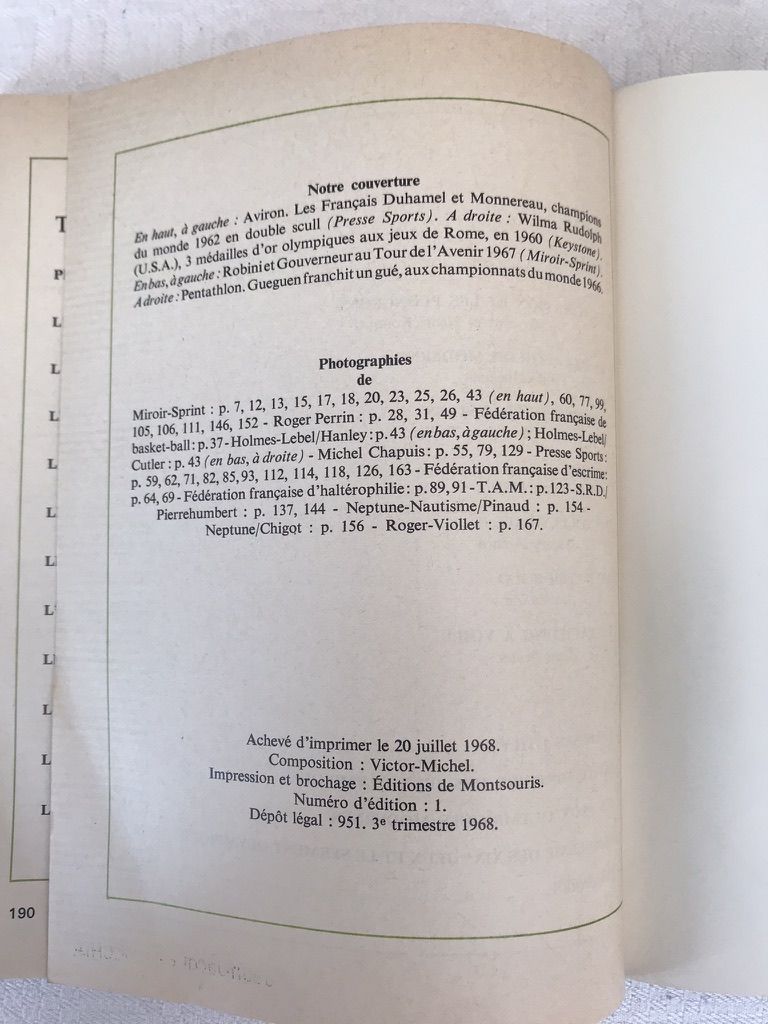 Notre couverture
En haut, à gauche : Aviron. Les Français Duhamel et Monnereau, champions
du monde 1962 en double scull (Presse Sports). A droite : Wilma Rudolph
(U.S.A.), 3 médailles d'or olympiques aux jeux de Rome, en 1960 (Keystone).
En bas, à gauche : Robini et Gouverneur au Tour de l'Avenir 1967 (Miroir-Sprint).
A droite : Pentathlon. Gueguen franchit un gué, aux championnats du monde 1966.
Photographies
de
Miroir-Sprint : p. 7, 12, 13, 15, 17, 18, 20, 23, 25, 26, 43 (en haut), 60, 77, 99,
105, 106, 111, 146, 152 - Roger Perrin : p. 28, 31, 49 - Fédération française de
basket-ball : p. 37 - Holmes-Lebel/Hanley : p. 43 (en bas, à gauche) ; Holmes-Lebel/
Cutler : p. 43 (en bas, à droite) - Michel Chapuis : p. 55, 79, 129 - Presse Sports :
p. 59, 62, 71, 82, 85, 93, 112, 114, 118, 126, 163 - Fédération française d'escrime :
p. 64, 69 - Fédération française d'haltérophilie : p. 89, 91 - T.A.M. : p. 123 - S.R.D./
Pierrehumbert : p. 137, 144 - Neptune-Nautisme/Pinaud : p. 154 -
Neptune/Chigot : p. 156 - Roger-Viollet : p. 167.
Achevé d'imprimer le 20 juillet 1968.
Composition : Victor-Michel.
Impression et brochage : Éditions de Montsouris.
Numéro d'édition : 1.
Dépôt légal : 951. 3e trimestre 1968.
190